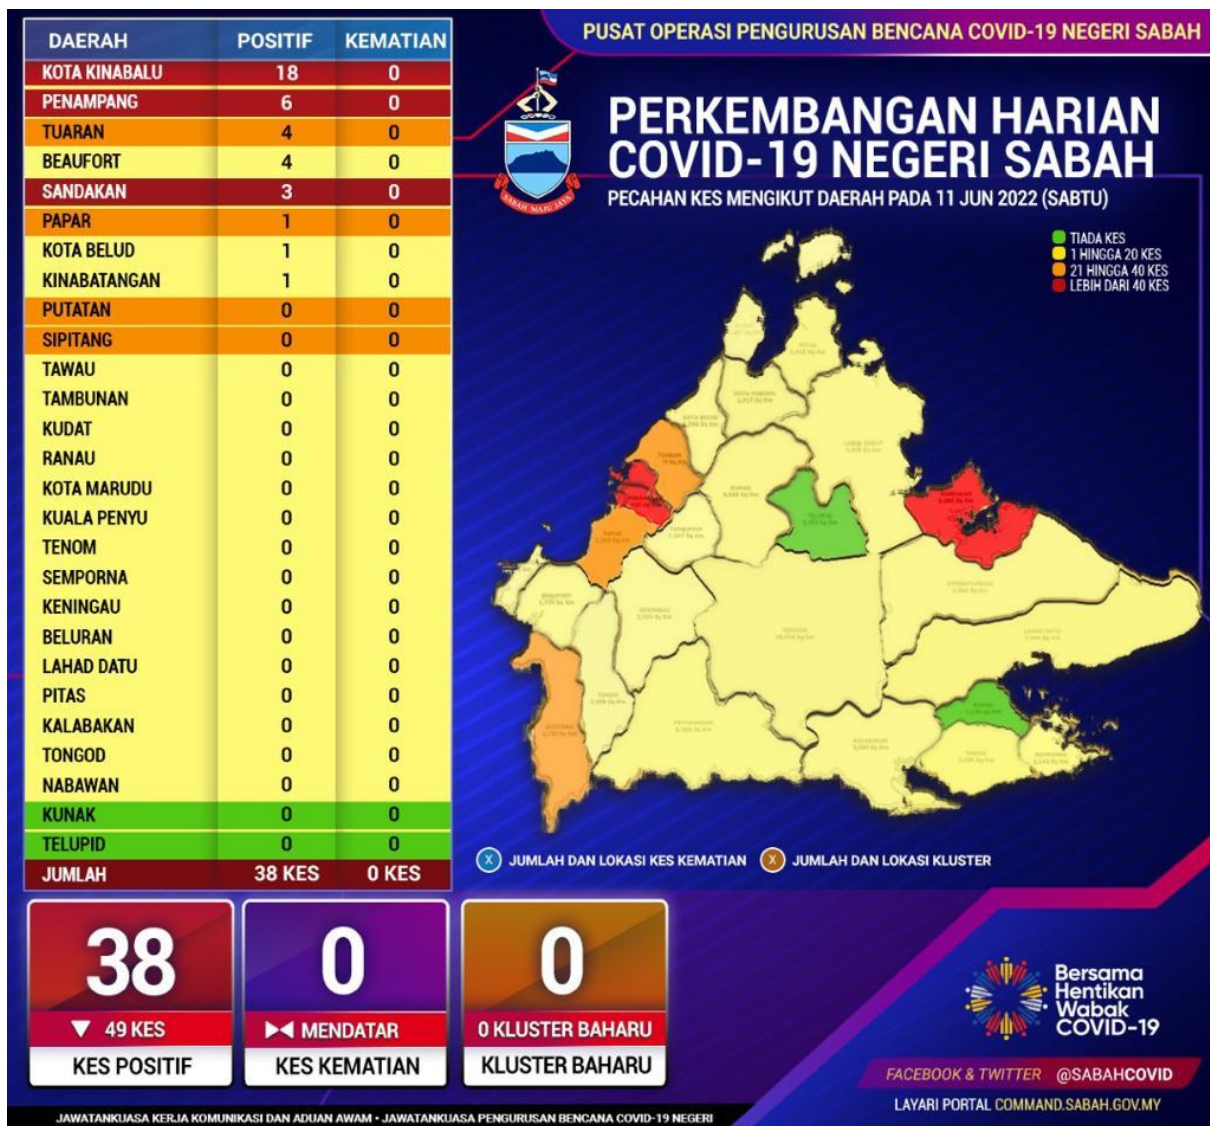 PUSAT OPERASI PENGURUSAN BENCANA COVID-19 NEGERI SABAH
DAERAH POSITIF KEMATIAN
KOTA KINABALU 18 0
PENAMPANG 6 0
TUARAN 4 0
BEAUFORT 4 0
SANDAKAN 3 0
PAPAR 1 0
KOTA BELUD 1 0
KINABATANGAN 1 0
PUTATAN 0 0
SIPITANG 0 0
TAWAU 0 0
TAMBUNAN 0 0
KUDAT 0 0
RANAU 0 0
KOTA MARUDU 0 0
KUALA PENYU 0 0
TENOM 0 0
SEMPORNA 0 0
KENINGAU 0 0
BELURAN 0 0
LAHAD DATU 0 0
PITAS 0 0
KALABAKAN 0 0
TONGOD 0 0
NABAWAN 0 0
KUNAK 0 0
TELUPID 0 0
JUMLAH 38 KES 0 KES
SABAH MAJU JAYA
PERKEMBANGAN HARIAN
COVID-19 NEGERI SABAH
PECAHAN KES MENGIKUT DAERAH PADA 11 JUN 2022 (SABTU)
TIADA KES
1 HINGGA 20 KES
21 HINGGA 40 KES
LEBIH DARI 40 KES
X JUMLAH DAN LOKASI KES KEMATIAN
X JUMLAH DAN LOKASI KLUSTER
38
▼ 49 KES
KES POSITIF
0
MENDATAR
KES KEMATIAN
0
0 KLUSTER BAHARU
KLUSTER BAHARU
Bersama
Hentikan
Wabak
COVID-19
FACEBOOK & TWITTER @SABAHCOVID
LAYARI PORTAL COMMAND.SABAH.GOV.MY
JAWATANKUASA KERJA KOMUNIKASI DAN ADUAN AWAM • JAWATANKUASA PENGURUSAN BENCANA COVID-19 NEGERI